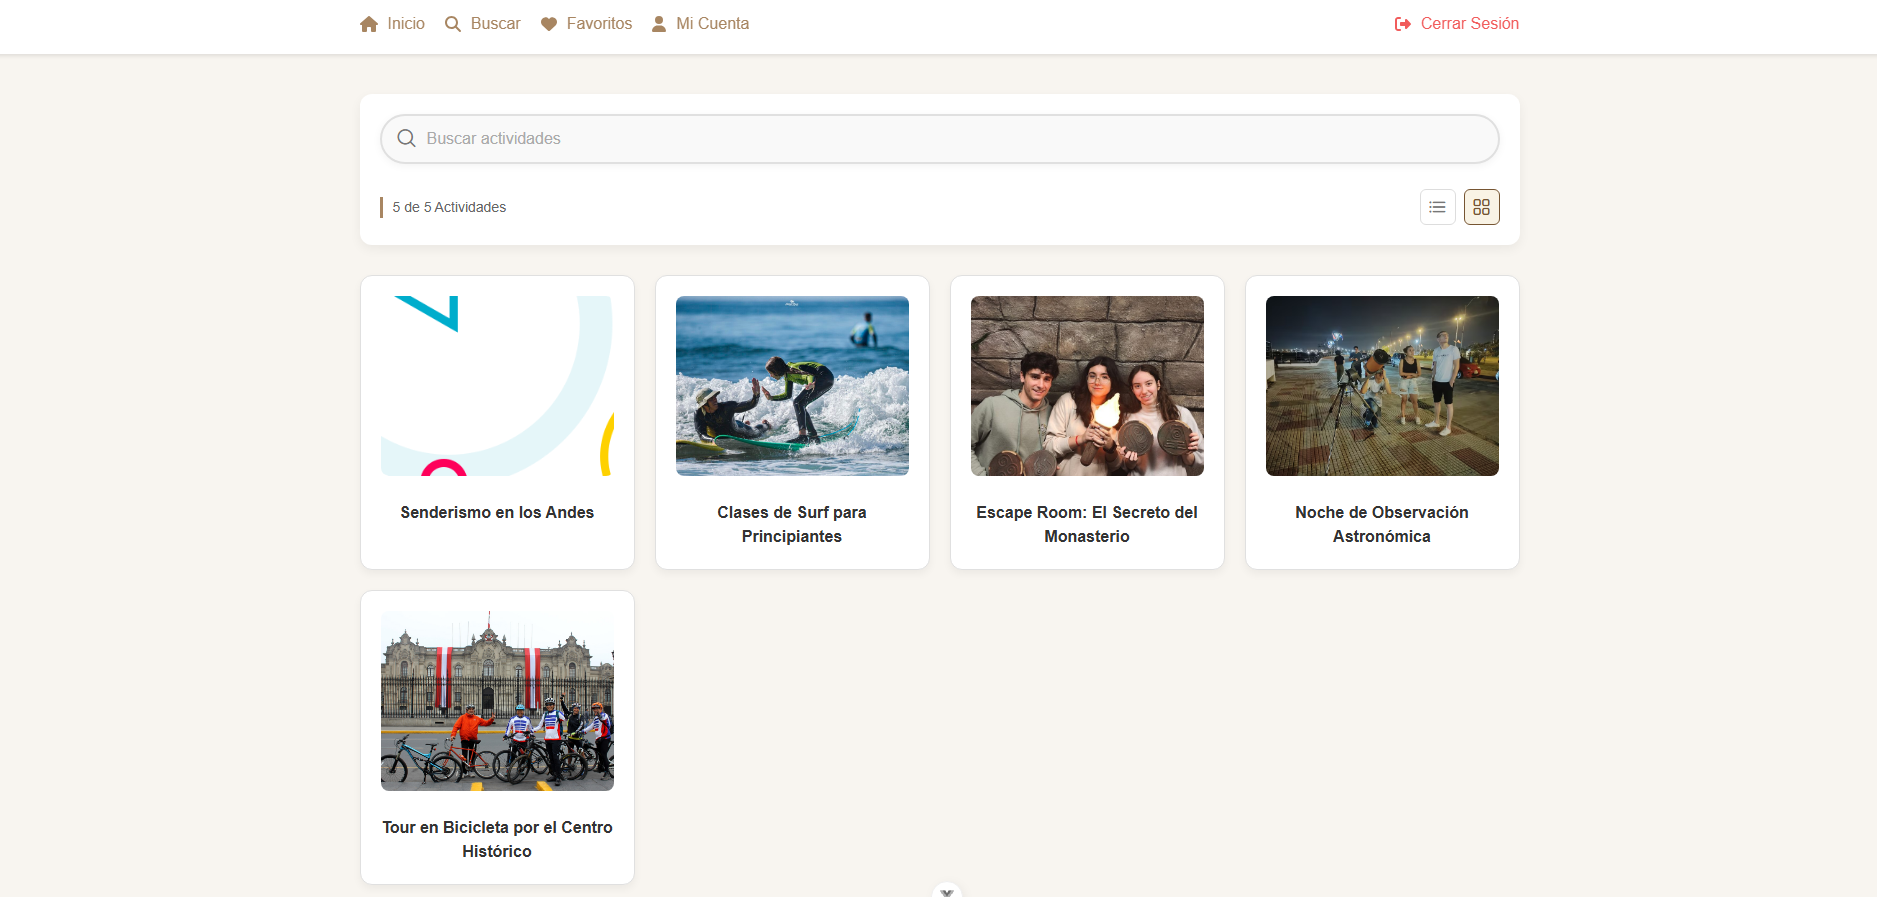 Inicio Buscar Favoritos Mi Cuenta Cerrar Sesión
Buscar actividades
5 de 5 Actividades
Senderismo en los Andes
Clases de Surf para
Principiantes
Escape Room: El Secreto del
Monasterio
Noche de Observación
Astronómica
Tour en Bicicleta por el Centro
Histórico